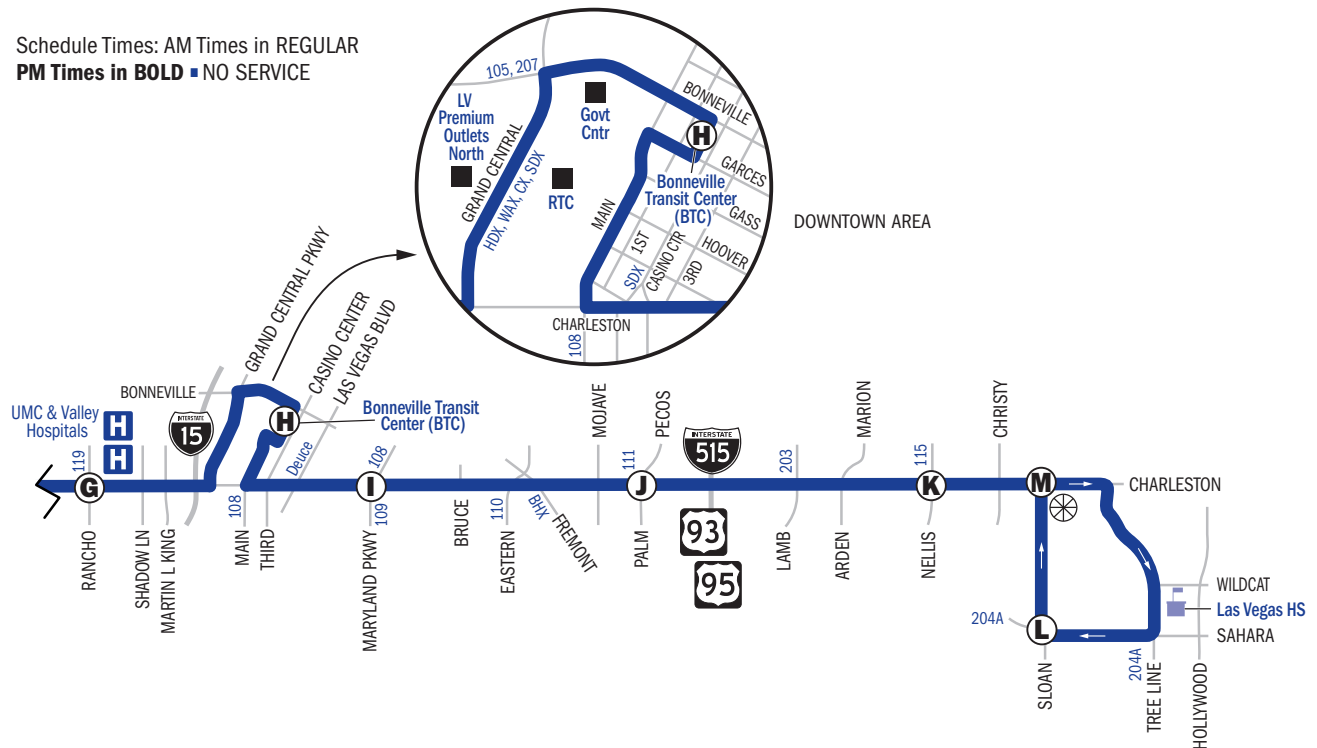 Schedule Times: AM Times in REGULAR
PM Times in BOLD ■ NO SERVICE
105, 207
LV
Premium
Outlets
North
Govt
Cntr
GRAND CENTRAL
HDX, WAX, CX, SDX
RTC
BONNEVILLE
H
GARCES
Bonneville
Transit Center
(BTC)
GASS
MAIN
1ST
SDX
CASINO CTR
3RD
HOOVER
CHARLESTON
108
DOWNTOWN AREA
GRAND CENTRAL PKWY
CASINO CENTER
LAS VEGAS BLVD
BONNEVILLE
UMC & Valley
Hospitals
H
H
INTERSTATE
15
H
Bonneville Transit
Center (BTC)
Deuce
119
G
RANCHO
SHADOW LN
MARTIN L KING
108
MAIN
THIRD
108
I
109
MARYLAND PKWY
BRUCE
110
EASTERN
BHX
FREMONT
MOJAVE
PECOS
111
J
PALM
INTERSTATE
515
93
95
203
LAMB
MARION
ARDEN
115
K
NELLIS
CHRISTY
M
CHARLESTON
WILDCAT
Las Vegas HS
SAHARA
204A
L
SLOAN
204A
TREE LINE
HOLLYWOOD